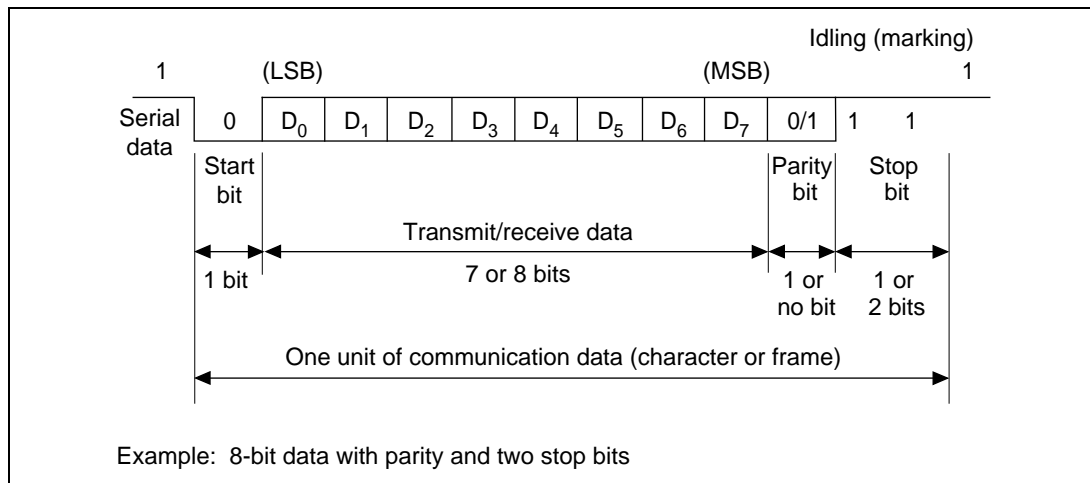 Idling (marking)
1 (LSB) (MSB) 1
Serial data 0 D0 D1 D2 D3 D4 D5 D6 D7 0/1 1 1
Start bit Parity bit Stop bit
Transmit/receive data
1 bit 7 or 8 bits 1 or no bit 1 or 2 bits
One unit of communication data (character or frame)
Example: 8-bit data with parity and two stop bits